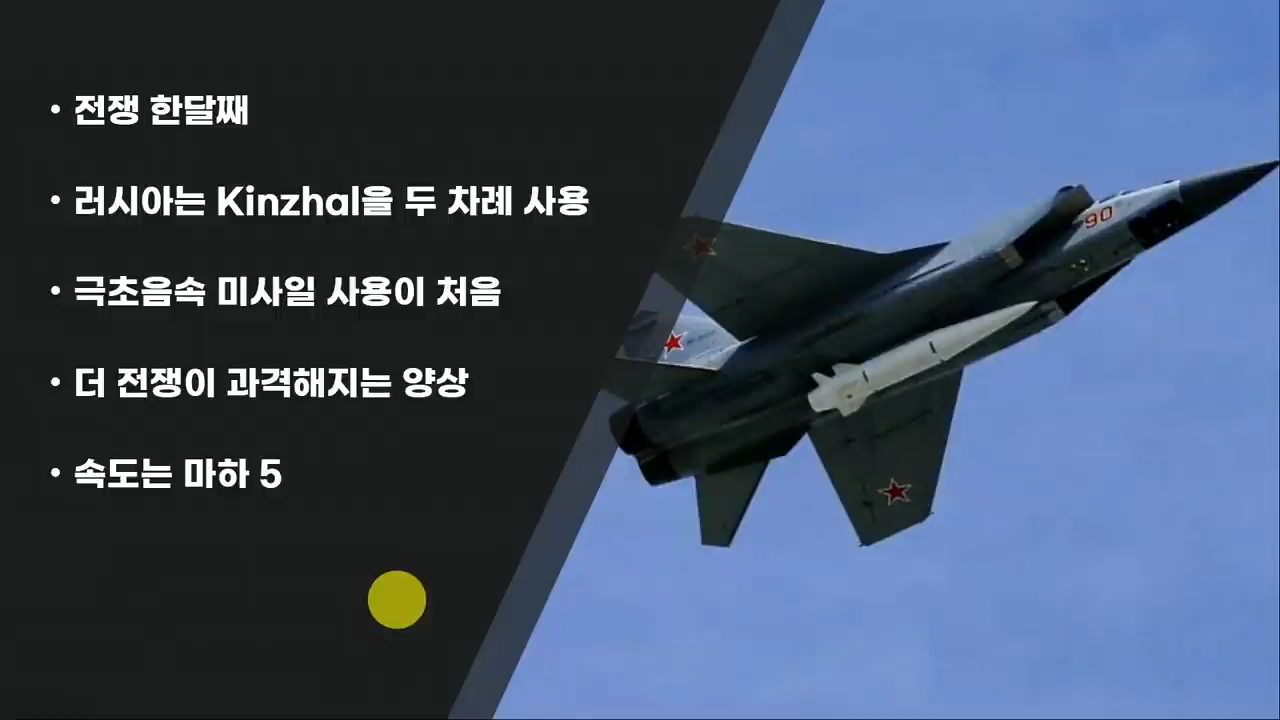 • 전쟁 한달째
• 러시아는 Kinzhal을 두 차례 사용
• 극초음속 미사일 사용이 처음
• 더 전쟁이 과격해지는 양상
• 속도는 마하 5
90